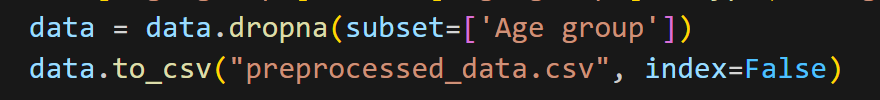 data = data.dropna(subset=['Age group'])
data.to_csv("preprocessed_data.csv", index=False)